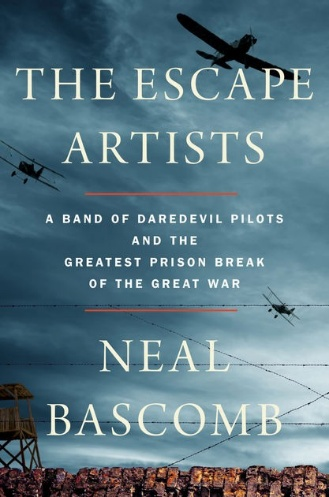 THE ESCAPE
ARTISTS
A BAND OF DAREDEVIL PILOTS
AND THE
GREATEST PRISON BREAK
OF THE GREAT WAR
NEAL
BASCOMB